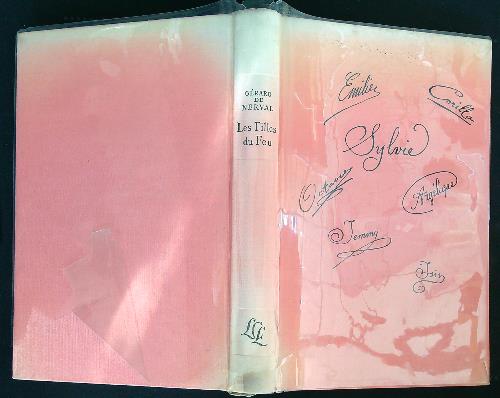 GÉRARD
DE
NERVAL
Les Filles
du Feu
LCL
Emilie
Corilla
Sylvie
Octavie
Angélique
Jemmy
Isis